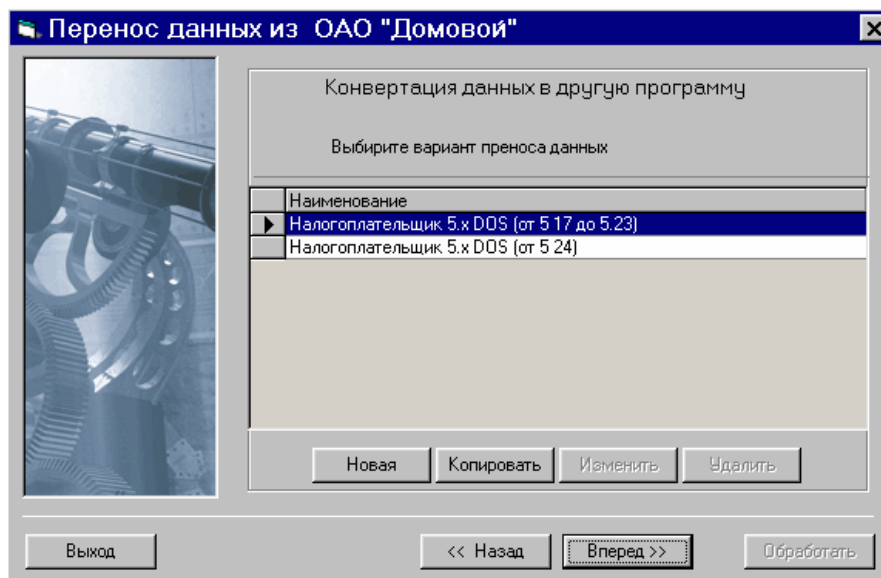 Перенос данных из ОАО "Домовой"
Конвертация данных в другую программу
Выбирите вариант преноса данных
Наименование
Налогоплательщик 5.x DOS (от 5 17 до 5.23)
Налогоплательщик 5.x DOS (от 5 24)
Новая Копировать Изменить Удалить
Выход << Назад Вперед >> Обработать